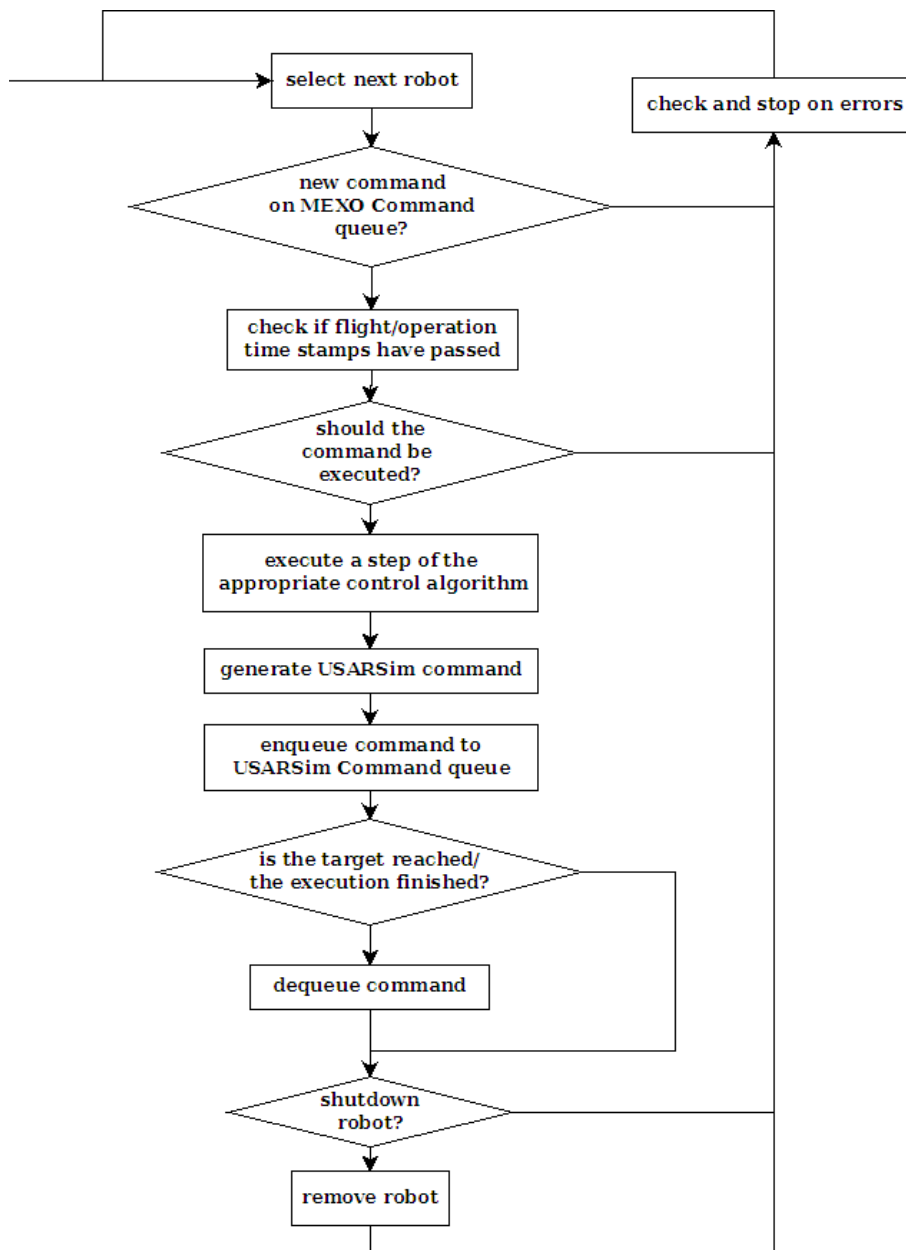 select next robot
check and stop on errors
new command
on MEXO Command
queue?
check if flight/operation
time stamps have passed
should the
command be
executed?
execute a step of the
appropriate control algorithm
generate USARSim command
enqueue command to
USARSim Command queue
is the target reached/
the execution finished?
dequeue command
shutdown
robot?
remove robot